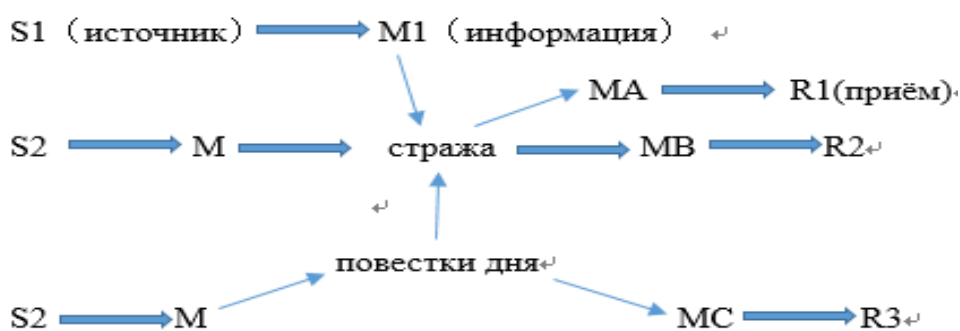 S1（источник） M1（информация）
MA R1(приём)
S2 M стража MB R2
повестки дня
S2 M MC R3